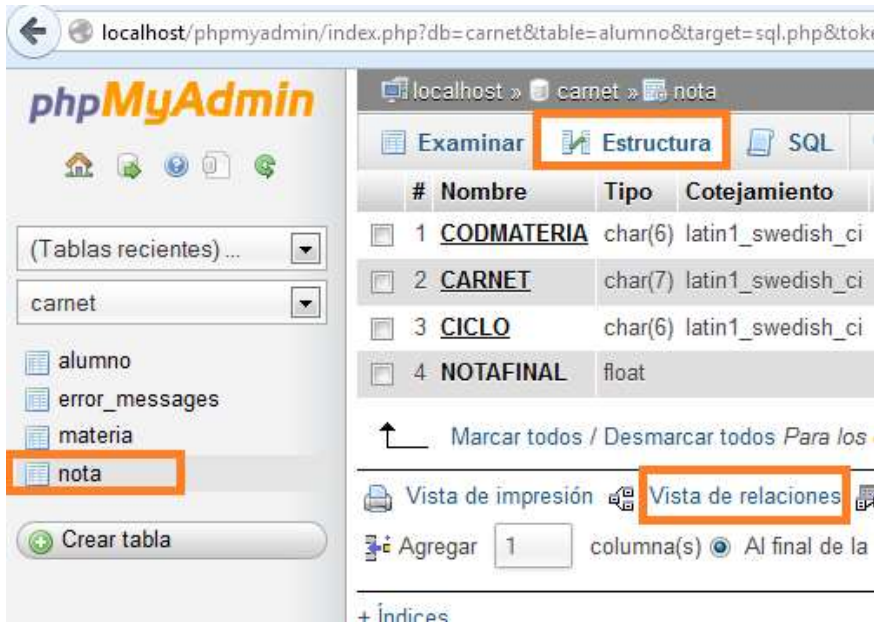 localhost/phpmyadmin/index.php?db=carnet&table=alumno&target=sql.php&toke
phpMyAdmin
(Tablas recientes) ...
carnet
alumno
error_messages
materia
nota
Crear tabla
localhost » carnet » nota
Examinar Estructura SQL
# Nombre Tipo Cotejamiento
1 CODMATERIA char(6) latin1_swedish_ci
2 CARNET char(7) latin1_swedish_ci
3 CICLO char(6) latin1_swedish_ci
4 NOTAFINAL float
Marcar todos / Desmarcar todos Para los
Vista de impresión Vista de relaciones
Agregar 1 columna(s) Al final de la
+ Índices